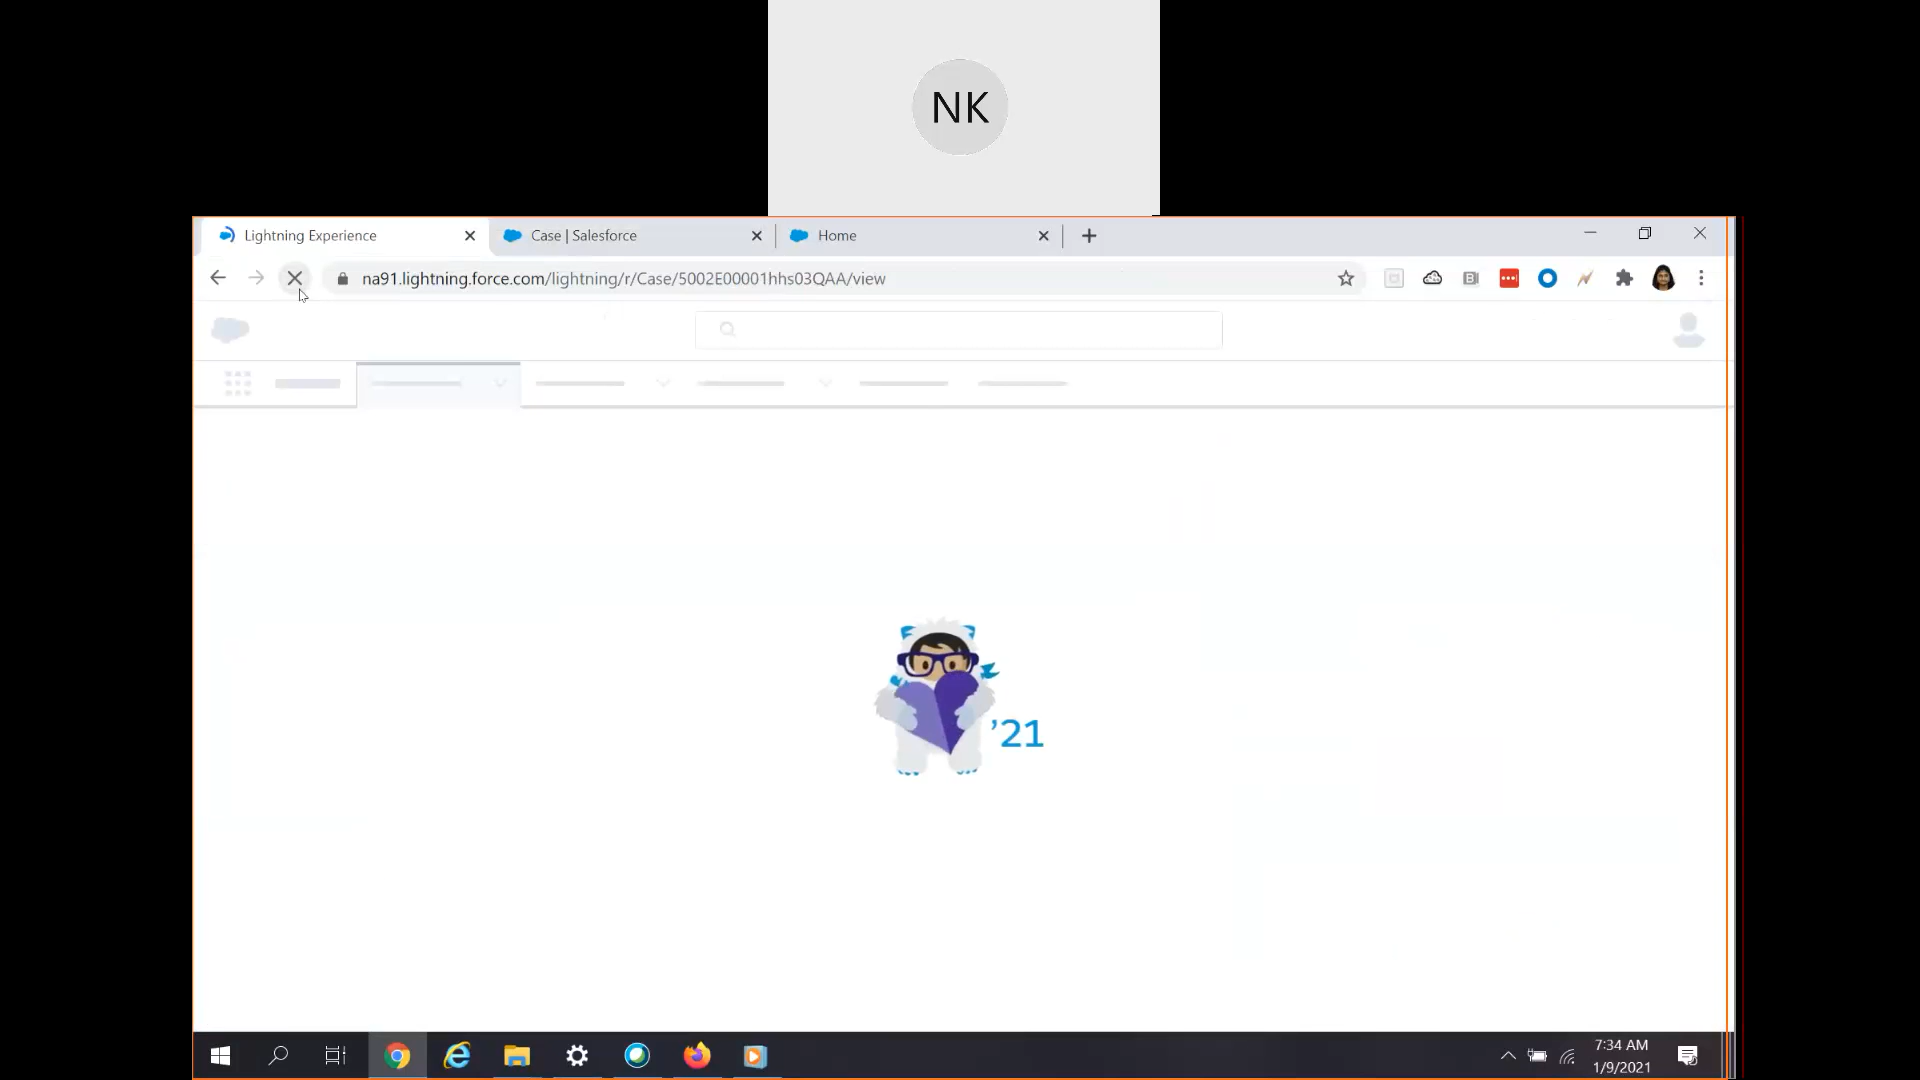 NK
Lightning Experience
Case | Salesforce
Home
na91.lightning.force.com/lightning/r/Case/5002E00001hhs03QAA/view
'21
7:34 AM
1/9/2021